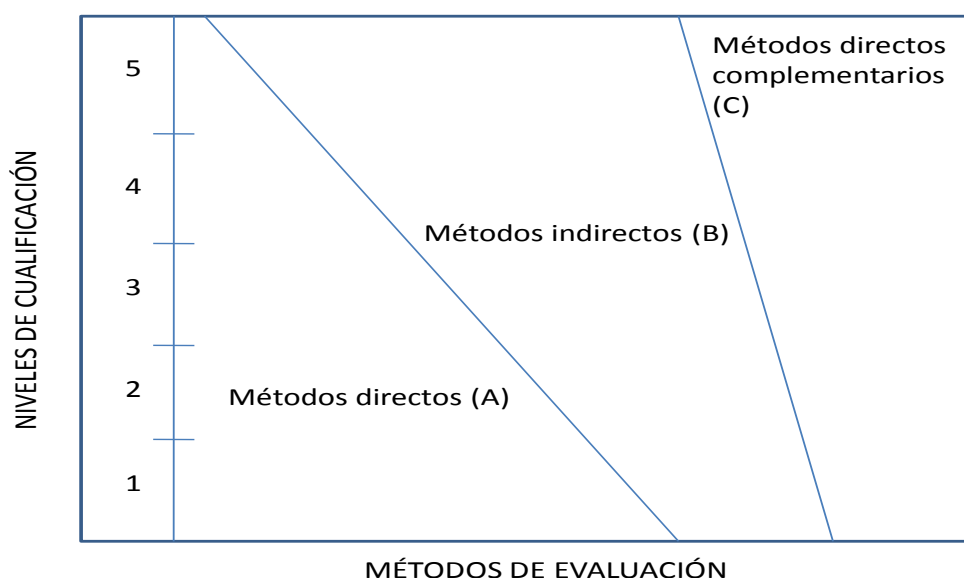 NIVELES DE CUALIFICACIÓN
5
4
3
2
1
Métodos directos
complementarios
(C)
Métodos indirectos (B)
Métodos directos (A)
MÉTODOS DE EVALUACIÓN